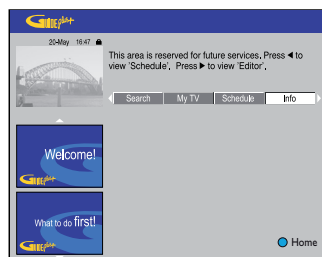 GUIDE plus+
20-May 16:47
This area is reserved for future services. Press ◄ to
view 'Schedule'. Press ► to view 'Editor'.
Search My TV Schedule Info
Welcome!
GUIDE plus+
What to do first!
GUIDE plus+
Home